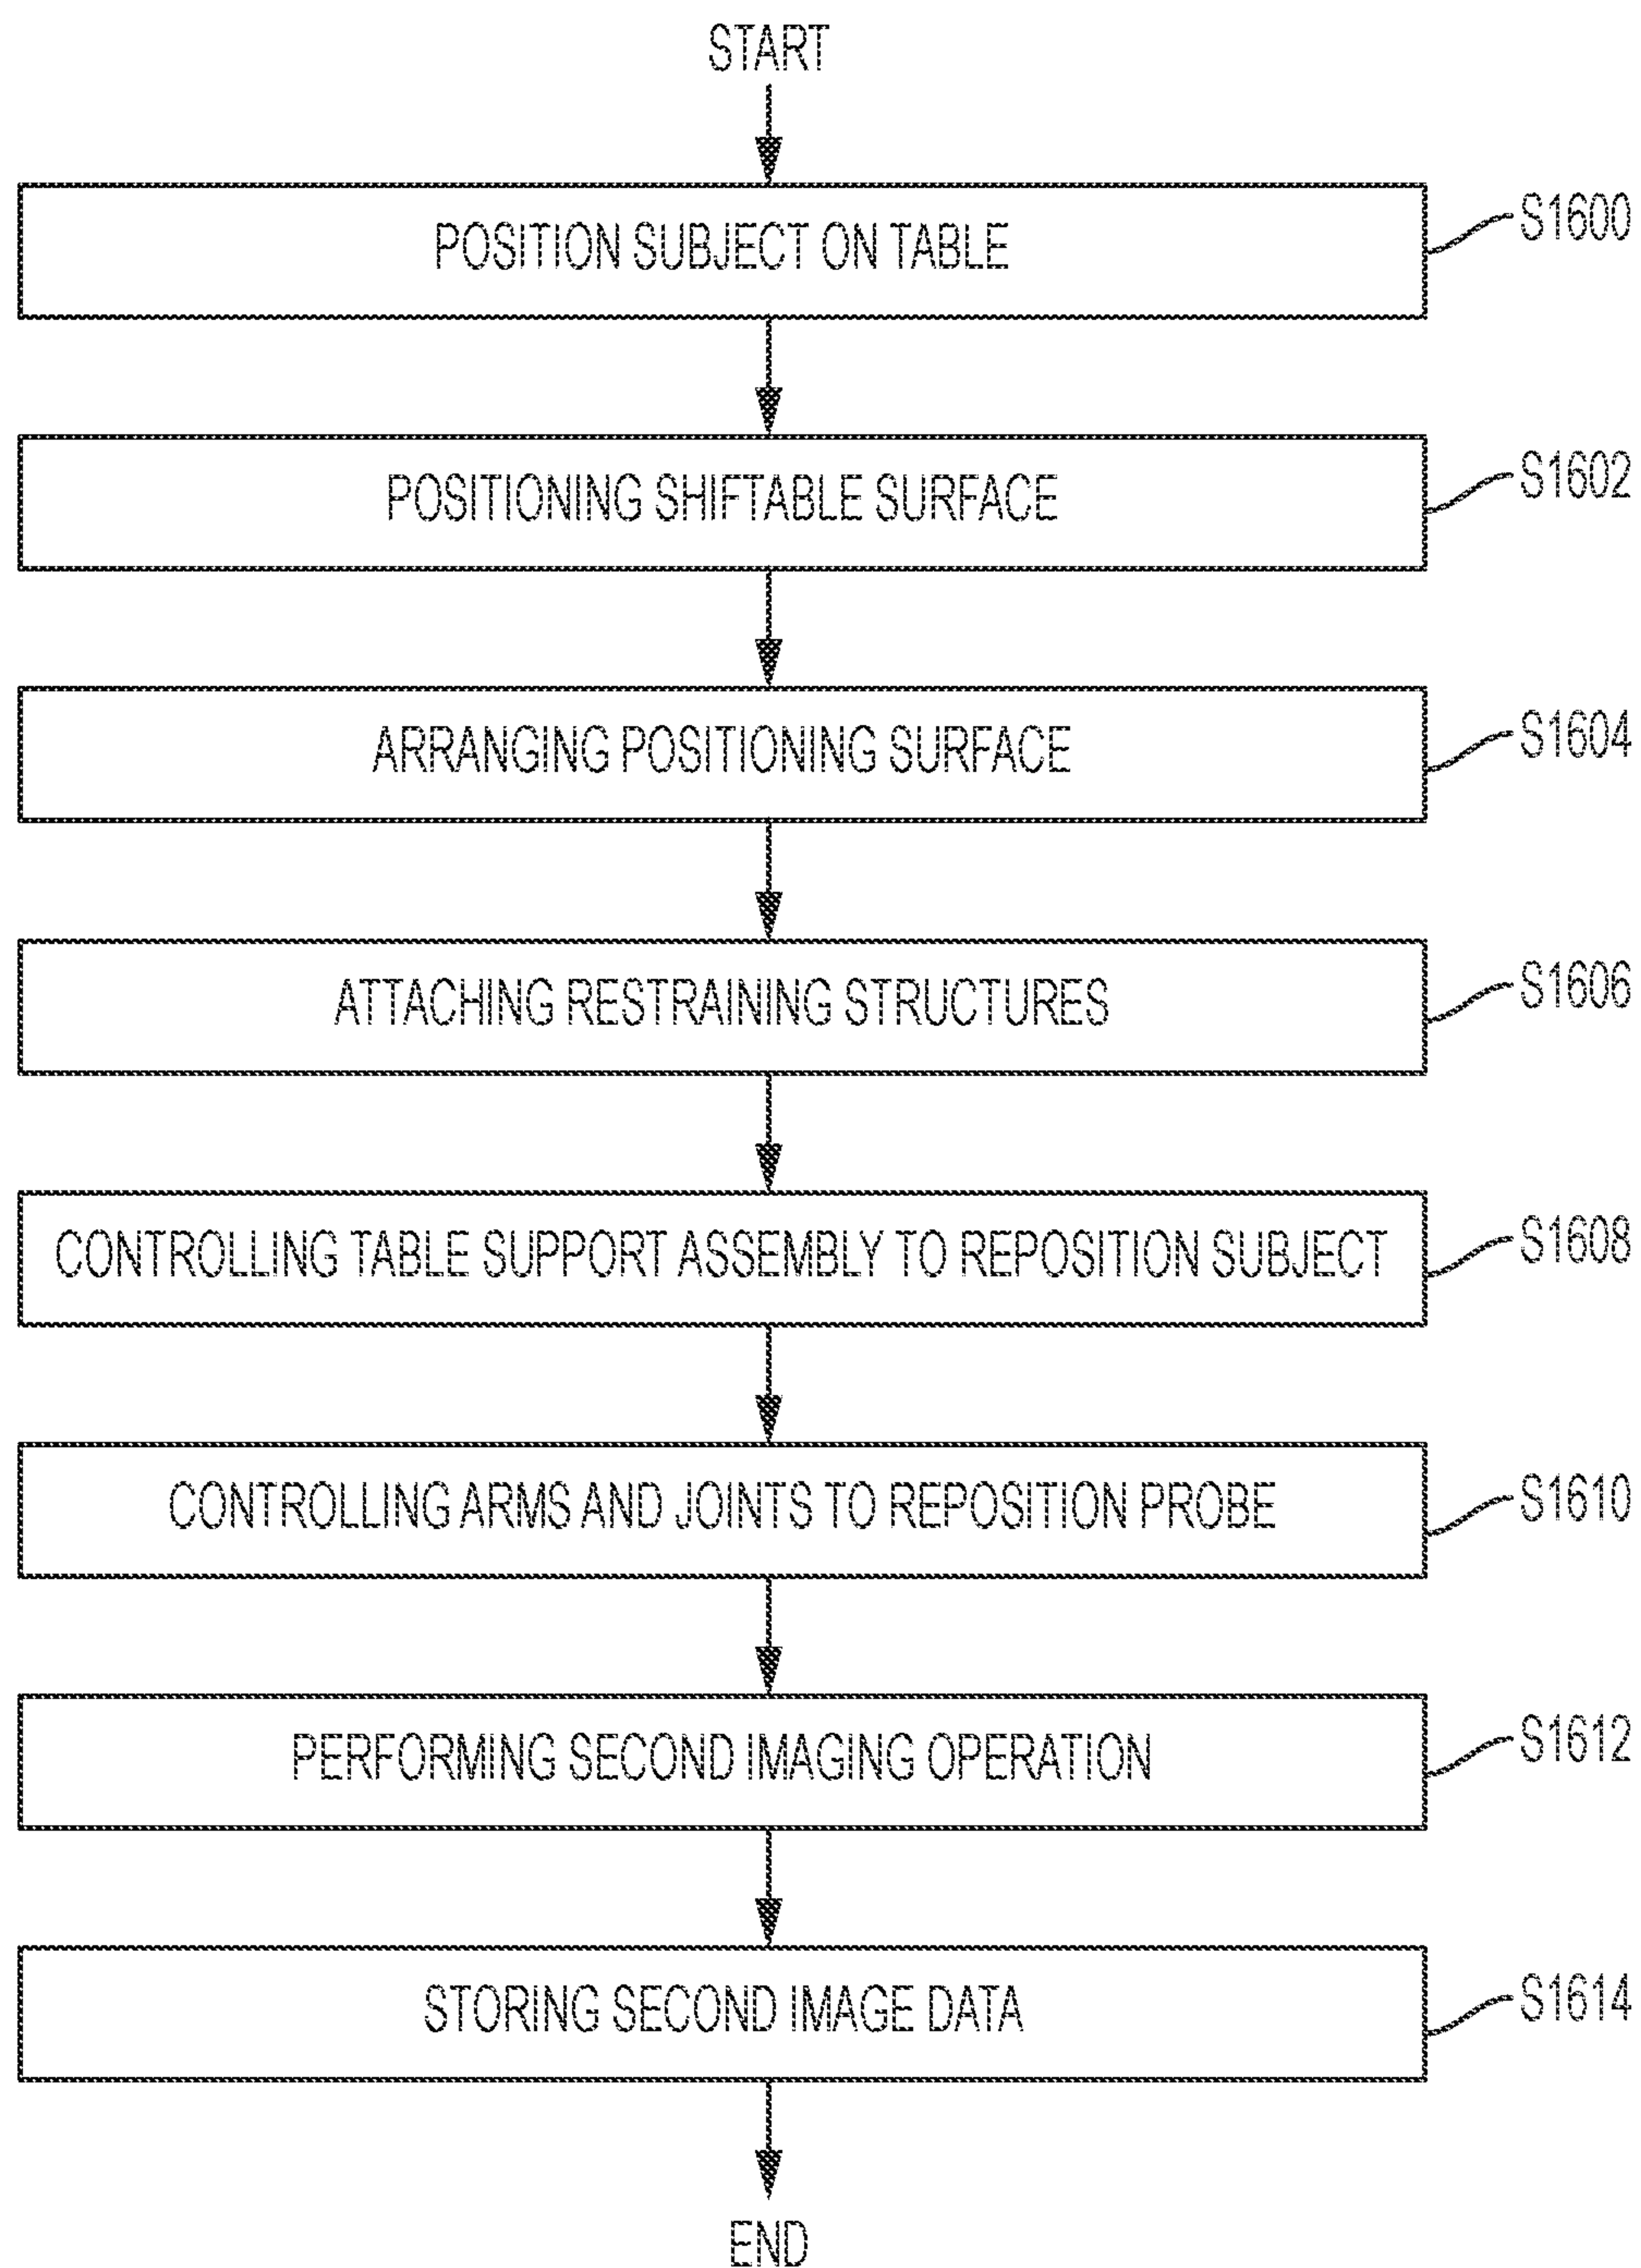 START
POSITION SUBJECT ON TABLE
S1600
POSITIONING SHIFTABLE SURFACE
S1602
ARRANGING POSITIONING SURFACE
S1604
ATTACHING RESTRAINING STRUCTURES
S1606
CONTROLLING TABLE SUPPORT ASSEMBLY TO REPOSITION SUBJECT
S1608
CONTROLLING ARMS AND JOINTS TO REPOSITION PROBE
S1610
PERFORMING SECOND IMAGING OPERATION
S1612
STORING SECOND IMAGE DATA
S1614
END